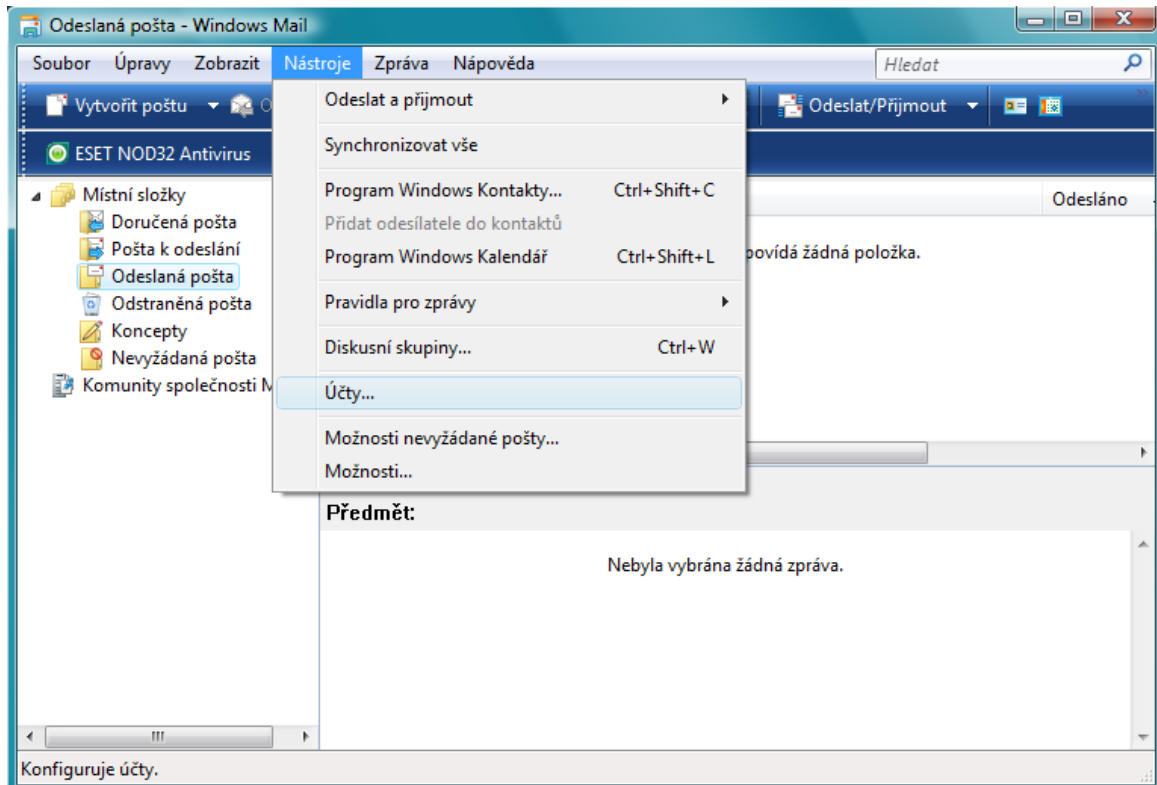 Odeslaná pošta - Windows Mail
Soubor Úpravy Zobrazit Nástroje Zpráva Nápověda Hledat
Vytvořit poštu Odeslat/Přijmout
ESET NOD32 Antivirus
Odeslat a přijmout
Synchronizovat vše
Program Windows Kontakty... Ctrl+Shift+C
Přidat odesílatele do kontaktů
Program Windows Kalendář Ctrl+Shift+L
Pravidla pro zprávy
Diskusní skupiny... Ctrl+W
Účty...
Možnosti nevyžádané pošty...
Možnosti...
Místní složky
Doručená pošta
Pošta k odeslání
Odeslaná pošta
Odstraněná pošta
Koncepty
Nevyžádaná pošta
Komunity společnosti
Odesláno
povídá žádná položka.
Předmět:
Nebyla vybrána žádná zpráva.
Konfiguruje účty.